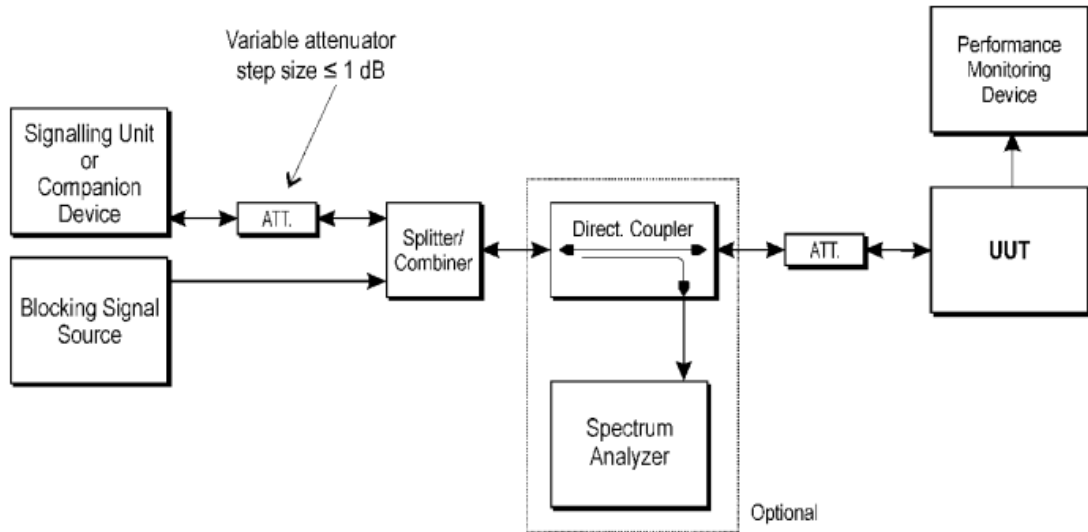 Variable attenuator
step size ≤ 1 dB
Signalling Unit
or
Companion
Device
ATT.
Splitter/
Combiner
Blocking Signal
Source
Direct. Coupler
Spectrum
Analyzer
Optional
ATT.
UUT
Performance
Monitoring
Device